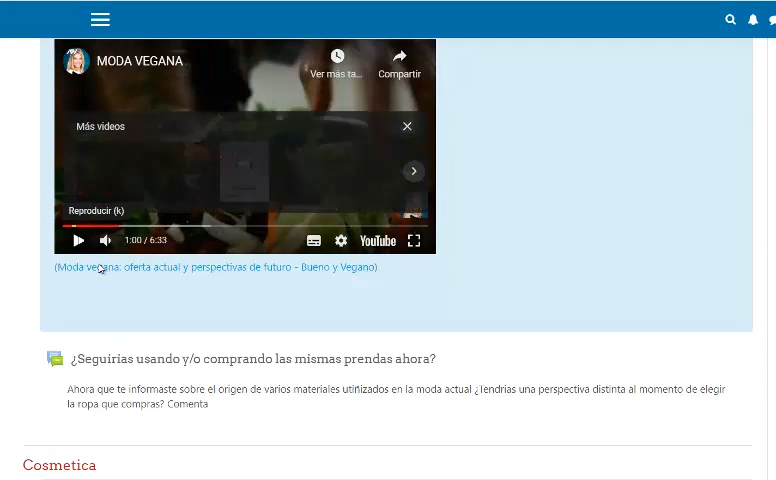 MODA VEGANA
Ver más ta...
Compartir
Más videos
Reproducir (k)
1:00 / 6:33
YouTube
(Moda vegana: oferta actual y perspectivas de futuro - Bueno y Vegano)
¿Seguirías usando y/o comprando las mismas prendas ahora?
Ahora que te informaste sobre el origen de varios materiales utiñizados en la moda actual ¿Tendrias una perspectiva distinta al momento de elegir
la ropa que compras? Comenta
Cosmetica